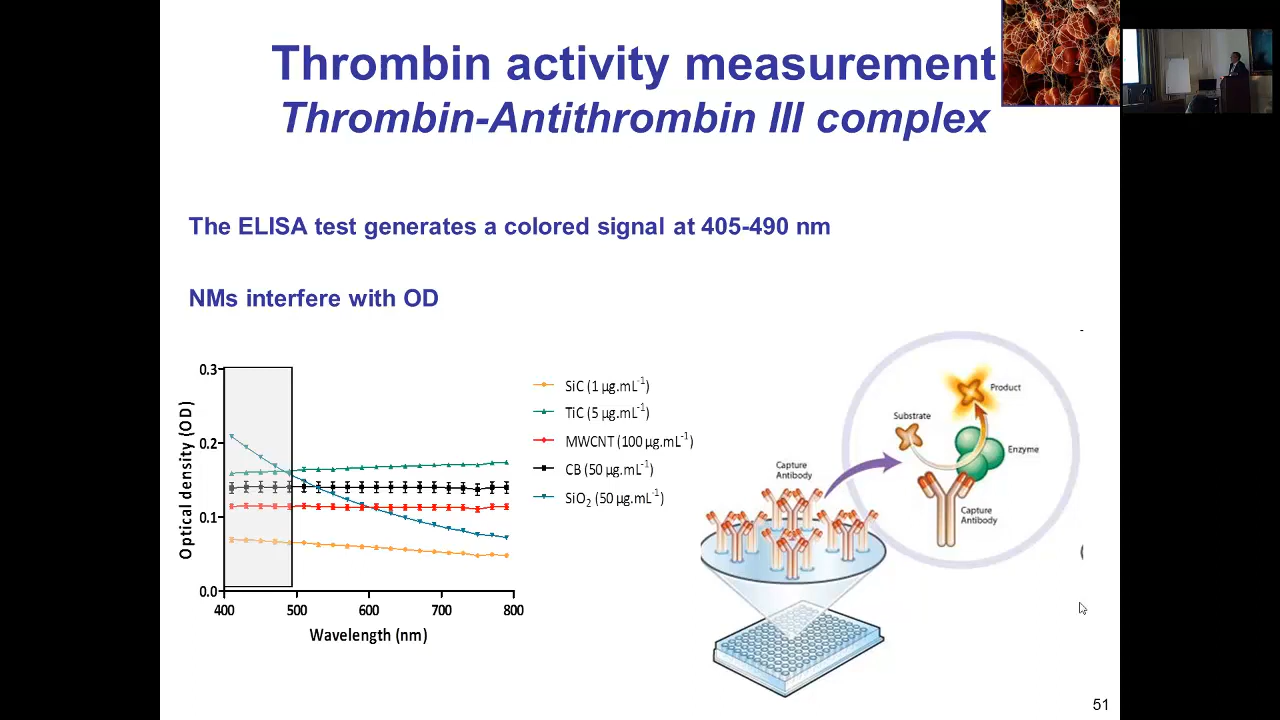 Thrombin activity measurement
Thrombin-Antithrombin III complex
The ELISA test generates a colored signal at 405-490 nm
NMs interfere with OD
Optical density (OD)
0.3
0.2
0.1
0.0
400
500
600
700
800
Wavelength (nm)
SiC (1 µg.mL⁻¹)
TiC (5 µg.mL⁻¹)
MWCNT (100 µg.mL⁻¹)
CB (50 µg.mL⁻¹)
SiO₂ (50 µg.mL⁻¹)
Product
Substrate
Enzyme
Capture
Antibody
Capture
Antibody
51